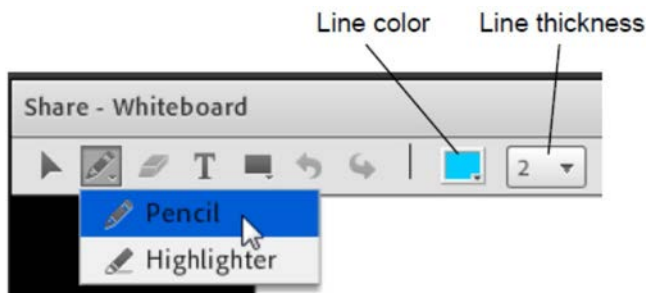 Line color Line thickness
Share - Whiteboard
T 2
Pencil
Highlighter